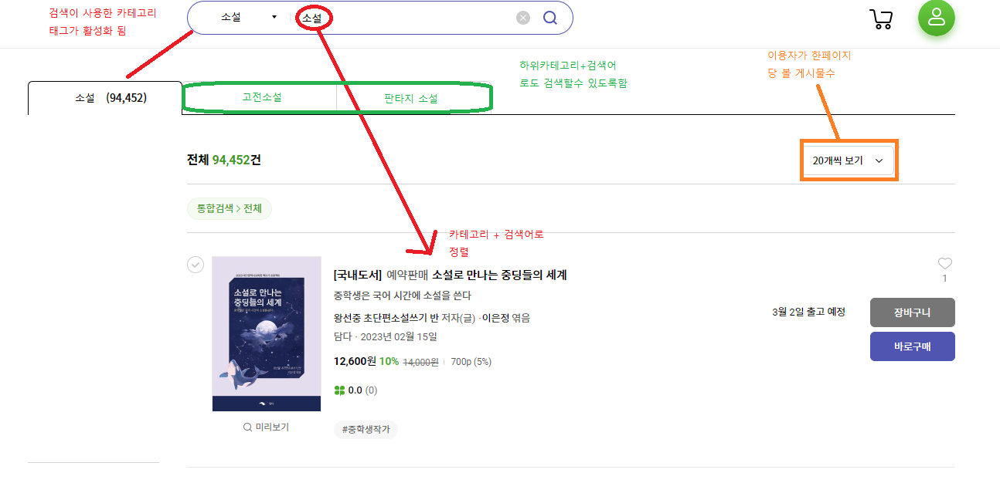 검색이 사용한 카테고리
태그가 활성화 됨
소설 소설
이용자가 한페이지
당 볼 게시물수
하위카테고리+검색어
로도 검색할수 있도록함
소설 (94,452) 고전소설 판타지 소설
전체 94,452건
20개씩 보기
통합검색 > 전체
카테고리 + 검색어로
정렬
[국내도서] 예약판매 소설로 만나는 중딩들의 세계
중학생은 국어 시간에 소설을 쓴다
왕선중 초단편소설쓰기 반 저자(글) · 이은정 엮음
담다 · 2023년 02월 15일
12,600원 10% 14,000원 700p (5%)
0.0 (0)
#중학생작가
소설로 만나는
중딩들의 세계
미리보기
1
3월 2일 출고 예정
장바구니
바로구매